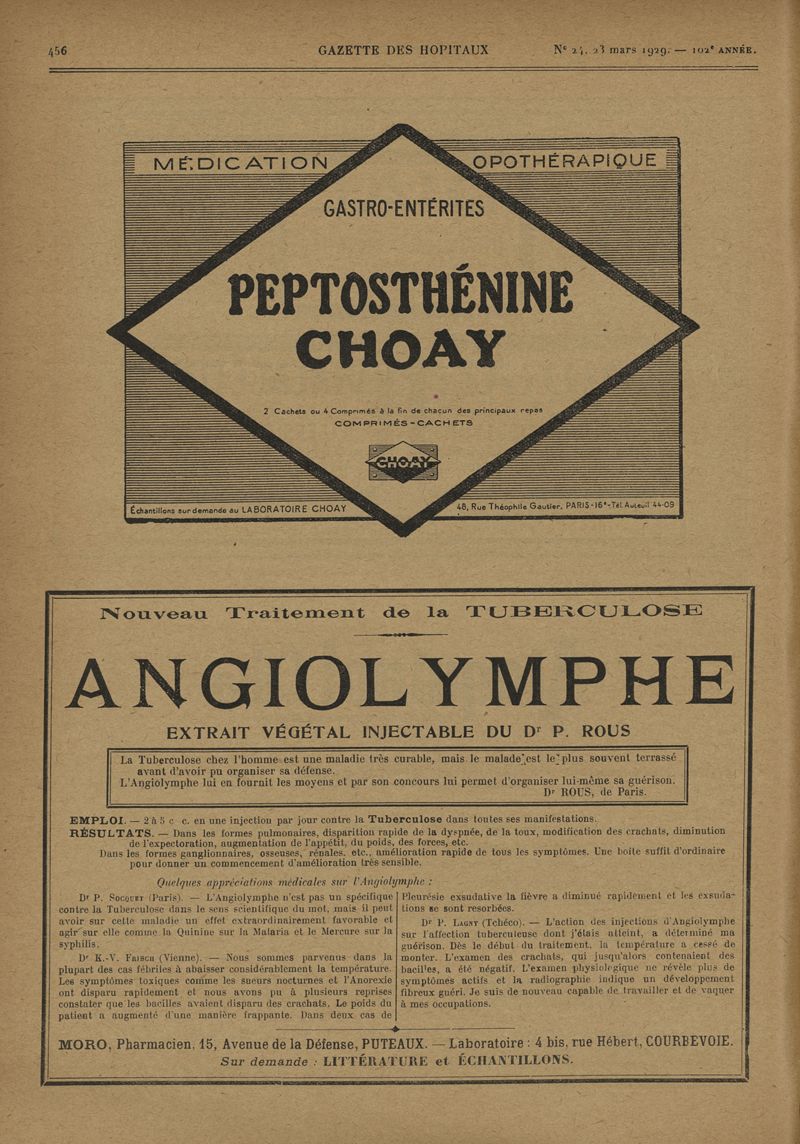 456
GAZETTE DES HOPITAUX
Nº 24. 23 mars 1929. — 102e ANNÉE.
MÉDICATION
OPOTHÉRAPIQUE
GASTRO-ENTÉRITES
PEPTOSTHÉNINE
CHOAY
2 Cachets ou 4 Comprimés à la fin de chacun des principaux repas
COMPRIMÉS - CACHETS
CHOAY
Échantillons sur demande au LABORATOIRE CHOAY
48, Rue Théophile Gautier, PARIS-16e-Tél. Auteuil 44-09
Nouveau Traitement de la TUBERCULOSE
ANGIOLYMPHE
EXTRAIT VÉGÉTAL INJECTABLE DU Dr P. ROUS
La Tuberculose chez l'homme est une maladie très curable, mais le malade est le plus souvent terrassé
avant d'avoir pu organiser sa défense.
L'Angiolymphe lui en fournit les moyens et par son concours lui permet d'organiser lui-même sa guérison.
Dr ROUS, de Paris.
EMPLOI. — 2 à 5 c. c. en une injection par jour contre la Tuberculose dans toutes ses manifestations.
RÉSULTATS. — Dans les formes pulmonaires, disparition rapide de la dyspnée, de la toux, modification des crachats, diminution
de l'expectoration, augmentation de l'appétit, du poids, des forces, etc.
Dans les formes ganglionnaires, osseuses, rénales, etc., amélioration rapide de tous les symptômes. Une boîte suffit d'ordinaire
pour donner un commencement d'amélioration très sensible.
Quelques appréciations médicales sur l'Angiolymphe :
Dr P. SOCQUET (Paris). — L'Angiolymphe n'est pas un spécifique
contre la Tuberculose dans le sens scientifique du mot, mais il peut
avoir sur cette maladie un effet extraordinairement favorable et
agir sur elle comme la Quinine sur la Malaria et le Mercure sur la
syphilis.
Dr K.-V. FRISCH (Vienne). — Nous sommes parvenus dans la
plupart des cas fébriles à abaisser considérablement la température.
Les symptômes toxiques comme les sueurs nocturnes et l'Anorexie
ont disparu rapidement et nous avons pu à plusieurs reprises
constater que les bacilles avaient disparu des crachats. Le poids du
patient a augmenté d'une manière frappante. Dans deux cas de
Pleurésie exsudative la fièvre a diminué rapidement et les exsuda-
tions se sont resorbées.
Dr P. LAGNY (Tchéco). — L'action des injections d'Angiolymphe
sur l'affection tuberculeuse dont j'étais atteint, a déterminé ma
guérison. Dès le début du traitement, la température a cessé de
monter. L'examen des crachats, qui jusqu'alors contenaient des
bacilles, a été négatif. L'examen physiologique ne révèle plus de
symptômes actifs et la radiographie indique un développement
fibreux guéri. Je suis de nouveau capable de travailler et de vaquer
à mes occupations.
MORO, Pharmacien, 15, Avenue de la Défense, PUTEAUX. — Laboratoire : 4 bis, rue Hébert, COURBEVOIE.
Sur demande : LITTÉRATURE et ÉCHANTILLONS.